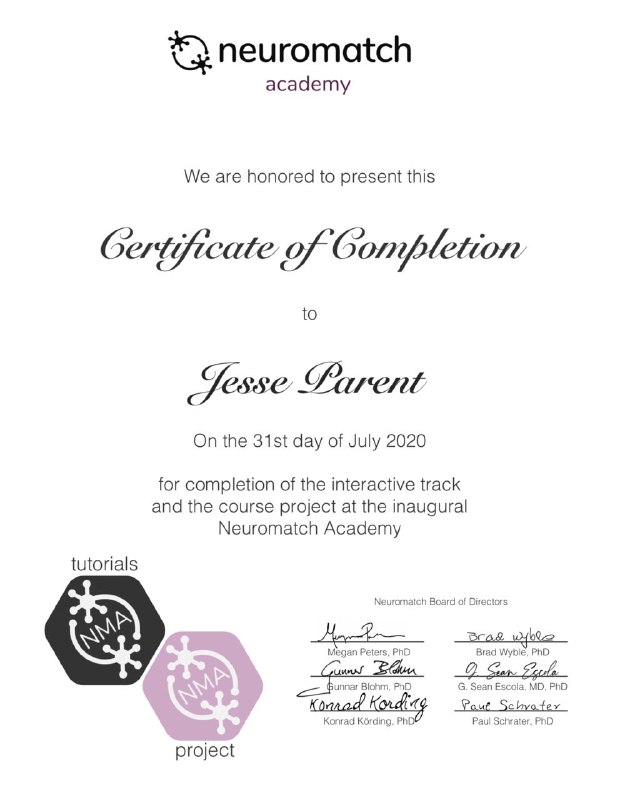 neuromatch
academy
We are honored to present this
Certificate of Completion
to
Jesse Parent
On the 31st day of July 2020
for completion of the interactive track
and the course project at the inaugural
Neuromatch Academy
tutorials
NMA
NMA
project
Neuromatch Board of Directors
Megan Peters, PhD
Brad Wyble
Brad Wyble, PhD
Gunnar Blohm
Gunnar Blohm, PhD
G. Sean Escola
G. Sean Escola, MD, PhD
Konrad Kording
Konrad Körding, PhD
Paul Schrater
Paul Schrater, PhD